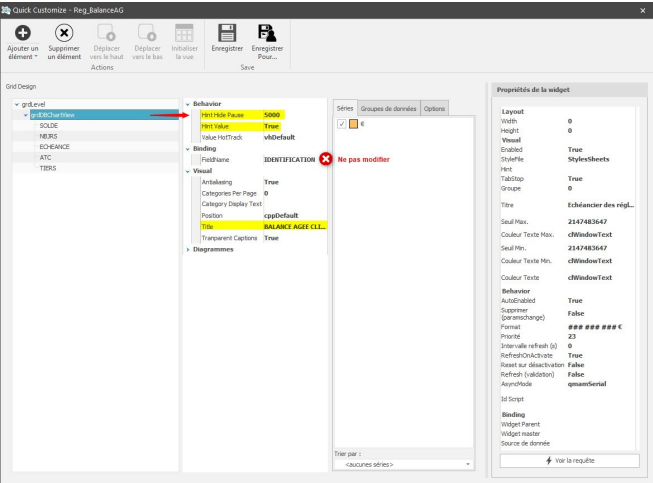 Quick Customize - Reg_BalanceAG
Ajouter un élément
Supprimer un élément
Déplacer vers le haut
Déplacer vers le bas
Initialiser la vue
Enregistrer
Enregistrer Pour...
Actions
Save
Grid Design
grdLevel
grdDBChartView
SOLDE
NBJRS
ECHEANCE
ATC
TIERS
Behavior
Hint Hide Pause 5000
Hint Value True
Value HotTrack vhDefault
Binding
FieldName IDENTIFICATION
Visual
Antialiasing True
Categories Per Page 0
Category Display Text
Position cppDefault
Title BALANCE AGEE CLI...
Tranparent Captions True
Diagrammes
Séries
Groupes de données
Options
€
Ne pas modifier
Trier par :
<aucunes séries>
Propriétés de la widget
Layout
Width 0
Height 0
Visual
Enabled True
StyleFile StylesSheets
Hint
TabStop True
Groupe 0
Titre Echéancier des régl...
Seuil Max. 2147483647
Couleur Texte Max. clWindowText
Seuil Min. 2147483647
Couleur Texte Min. clWindowText
Couleur Texte clWindowText
Behavior
AutoEnabled True
Supprimer (paramschange) False
Format ### ### ### €
Priorité 23
Intervalle refresh (s) 0
RefreshOnActivate True
Reset sur désactivation False
Refresh (validation) False
AsyncMode qmamSerial
Id Script
Binding
Widget Parent
Widget master
Source de donnée
Voir la requête